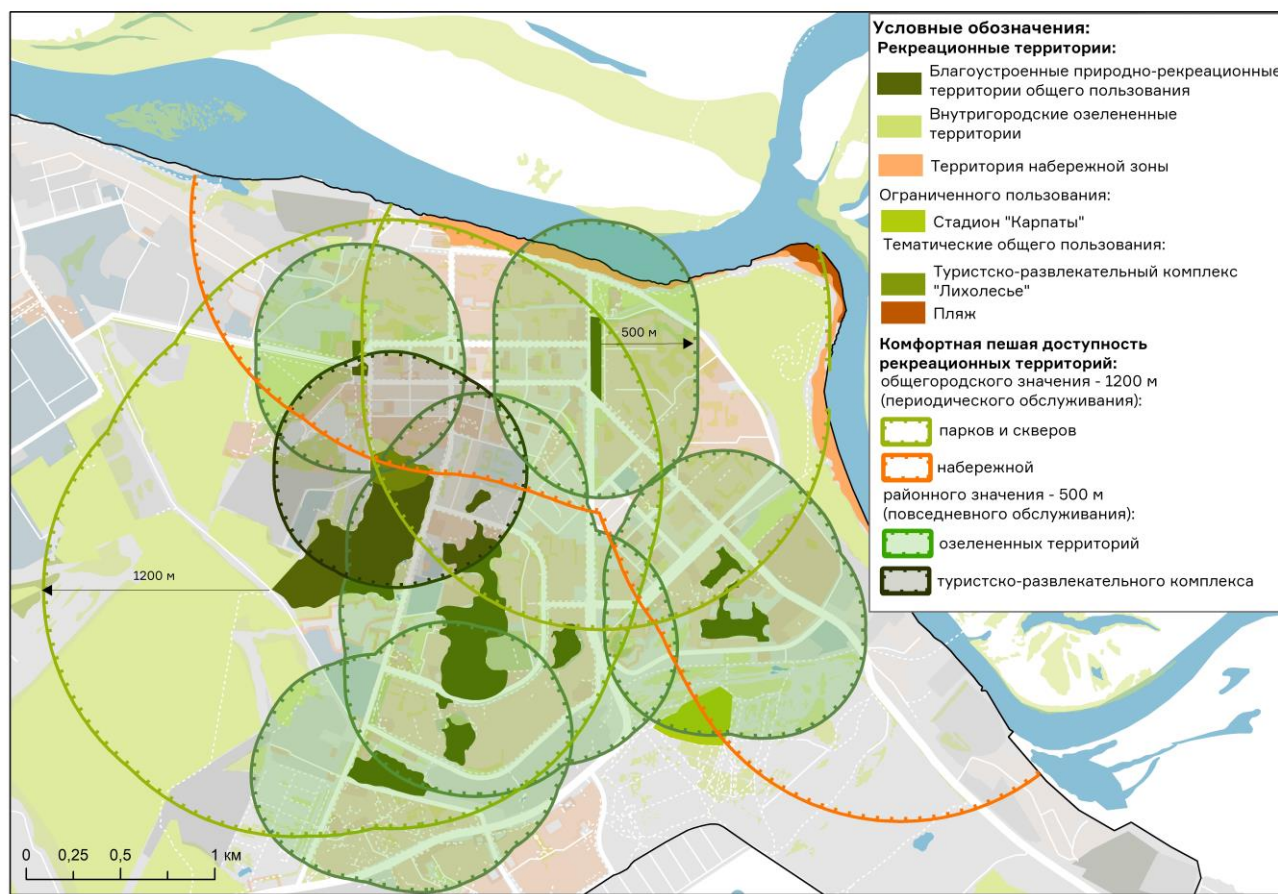 Условные обозначения:
Рекреационные территории:
Благоустроенные природно-рекреационные
территории общего пользования
Внутригородские озелененные
территории
Территория набережной зоны
Ограниченного пользования:
Стадион "Карпаты"
Тематические общего пользования:
Туристско-развлекательный комплекс
"Лихолесье"
Пляж
Комфортная пешая доступность
рекреационных территорий:
общегородского значения - 1200 м
(периодического обслуживания):
парков и скверов
набережной
районного значения - 500 м
(повседневного обслуживания):
озелененных территорий
туристско-развлекательного комплекса
500 м
1200 м
0 0,25 0,5 1 км